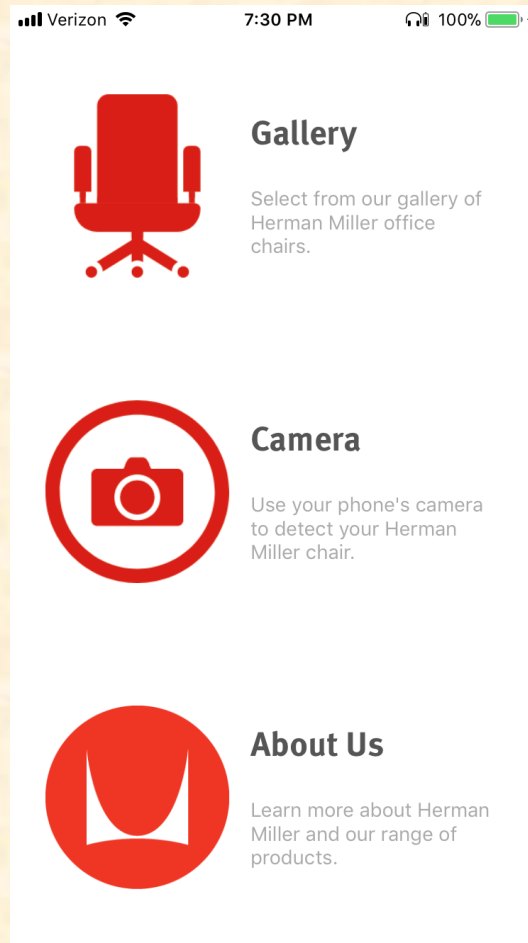 Verizon 7:30 PM 100%
Gallery
Select from our gallery of
Herman Miller office
chairs.
Camera
Use your phone's camera
to detect your Herman
Miller chair.
About Us
Learn more about Herman
Miller and our range of
products.